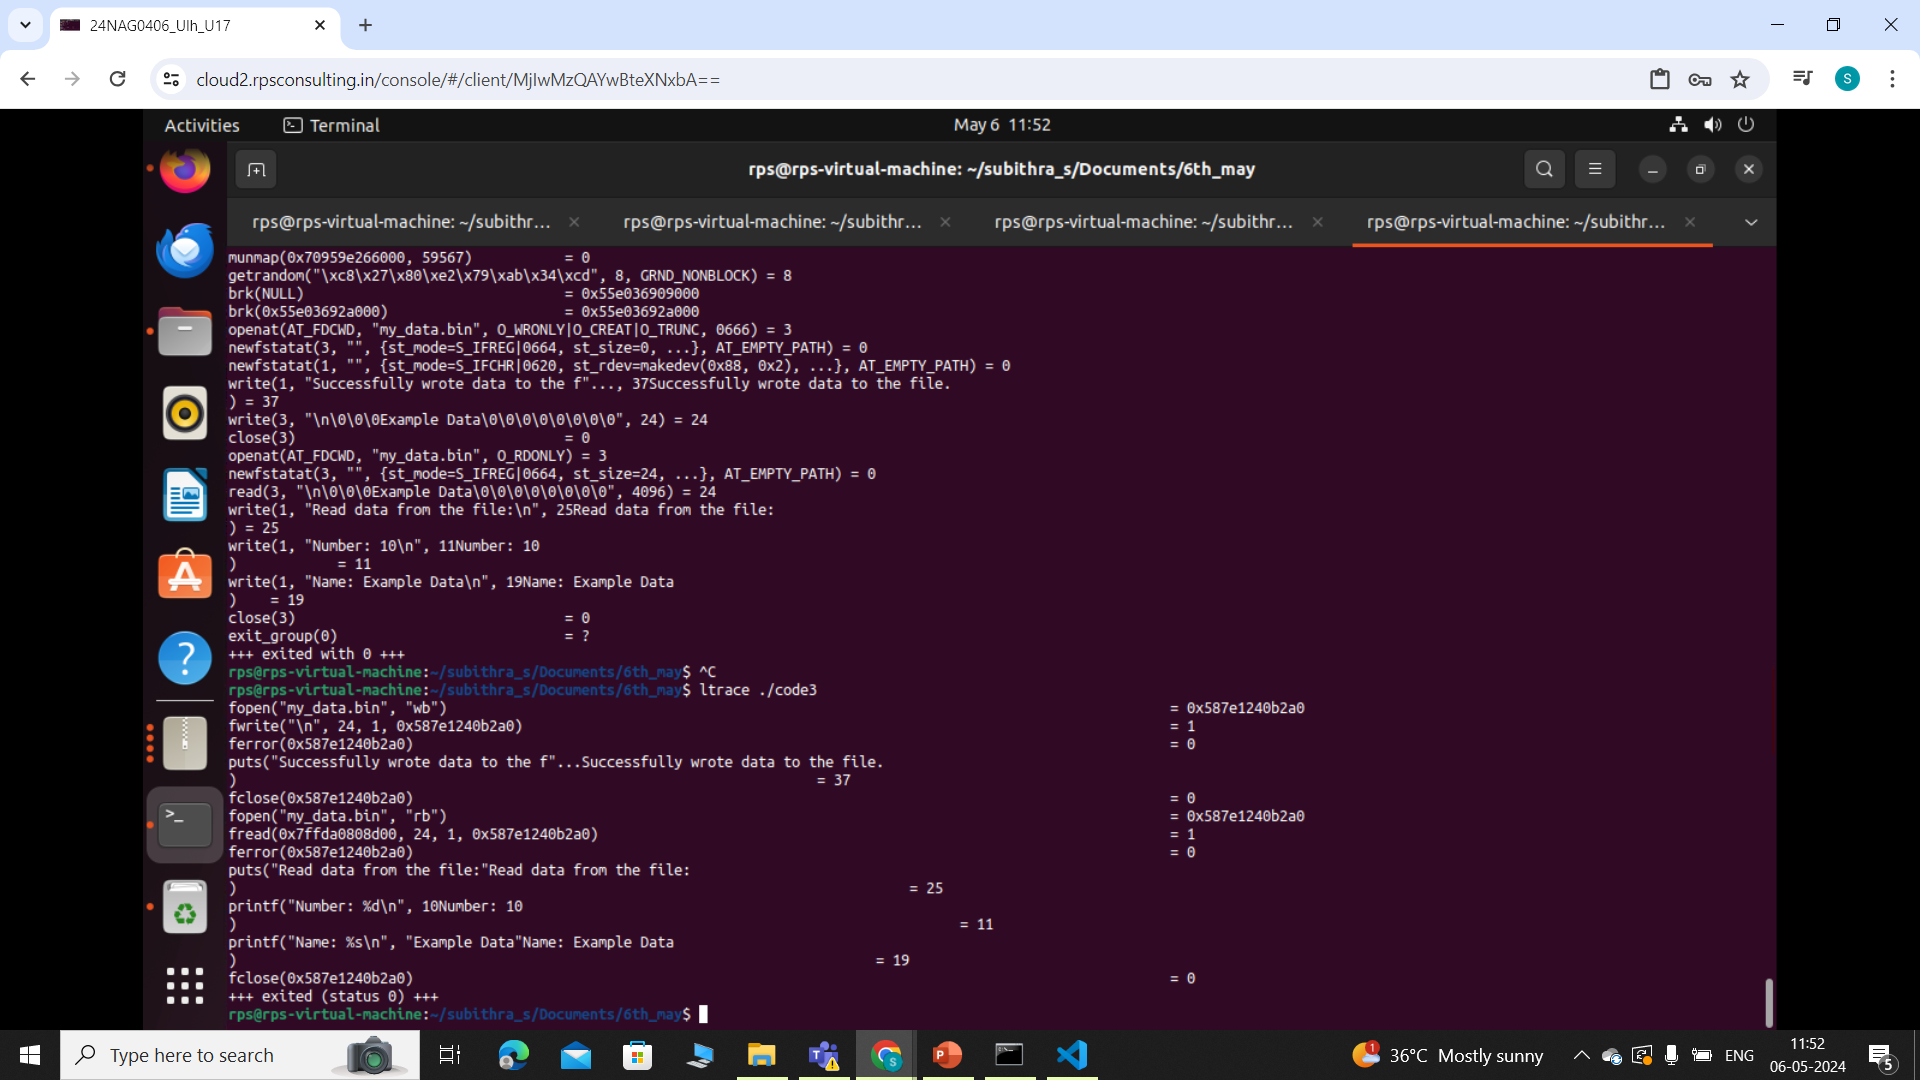 24NAG0406_Ulh_U17
cloud2.rpsconsulting.in/console/#/client/MjIwMzQAYwBteXNxbA==
S
Activities Terminal May 6 11:52
rps@rps-virtual-machine: ~/subithra_s/Documents/6th_may
rps@rps-virtual-machine: ~/subithr... rps@rps-virtual-machine: ~/subithr... rps@rps-virtual-machine: ~/subithr... rps@rps-virtual-machine: ~/subithr...
munmap(0x70959e266000, 59567) = 0
getrandom("\xc8\x27\x80\xe2\x79\xab\x34\xcd", 8, GRND_NONBLOCK) = 8
brk(NULL) = 0x55e036909000
brk(0x55e03692a000) = 0x55e03692a000
openat(AT_FDCWD, "my_data.bin", O_WRONLY|O_CREAT|O_TRUNC, 0666) = 3
newfstatat(3, "", {st_mode=S_IFREG|0664, st_size=0, ...}, AT_EMPTY_PATH) = 0
newfstatat(1, "", {st_mode=S_IFCHR|0620, st_rdev=makedev(0x88, 0x2), ...}, AT_EMPTY_PATH) = 0
write(1, "Successfully wrote data to the f"..., 37Successfully wrote data to the file.
) = 37
write(3, "\n\0\0\0Example Data\0\0\0\0\0\0\0\0", 24) = 24
close(3) = 0
openat(AT_FDCWD, "my_data.bin", O_RDONLY) = 3
newfstatat(3, "", {st_mode=S_IFREG|0664, st_size=24, ...}, AT_EMPTY_PATH) = 0
read(3, "\n\0\0\0Example Data\0\0\0\0\0\0\0\0", 4096) = 24
write(1, "Read data from the file:\n", 25Read data from the file:
) = 25
write(1, "Number: 10\n", 11Number: 10
) = 11
write(1, "Name: Example Data\n", 19Name: Example Data
) = 19
close(3) = 0
exit_group(0) = ?
+++ exited with 0 +++
rps@rps-virtual-machine:~/subithra_s/Documents/6th_may$ ^C
rps@rps-virtual-machine:~/subithra_s/Documents/6th_may$ ltrace ./code3
fopen("my_data.bin", "wb") = 0x587e1240b2a0
fwrite("\n", 24, 1, 0x587e1240b2a0) = 1
ferror(0x587e1240b2a0) = 0
puts("Successfully wrote data to the f"...Successfully wrote data to the file.
) = 37
fclose(0x587e1240b2a0) = 0
fopen("my_data.bin", "rb") = 0x587e1240b2a0
fread(0x7ffda0808d00, 24, 1, 0x587e1240b2a0) = 1
ferror(0x587e1240b2a0) = 0
puts("Read data from the file:"Read data from the file:
) = 25
printf("Number: %d\n", 10Number: 10
) = 11
printf("Name: %s\n", "Example Data"Name: Example Data
) = 19
fclose(0x587e1240b2a0) = 0
+++ exited (status 0) +++
rps@rps-virtual-machine:~/subithra_s/Documents/6th_may$
Type here to search
1 36°C Mostly sunny ENG 11:52
06-05-2024
5